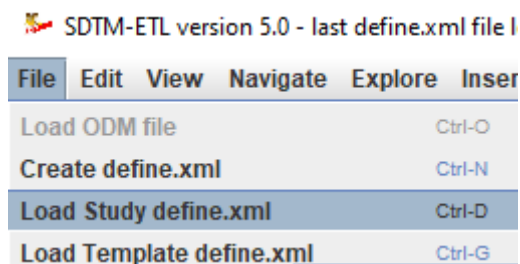 SDTM-ETL version 5.0 - last define.xml file
File Edit View Navigate Explore
Load ODM file Ctrl-O
Create define.xml Ctrl-N
Load Study define.xml Ctrl-D
Load Template define.xml Ctrl-G